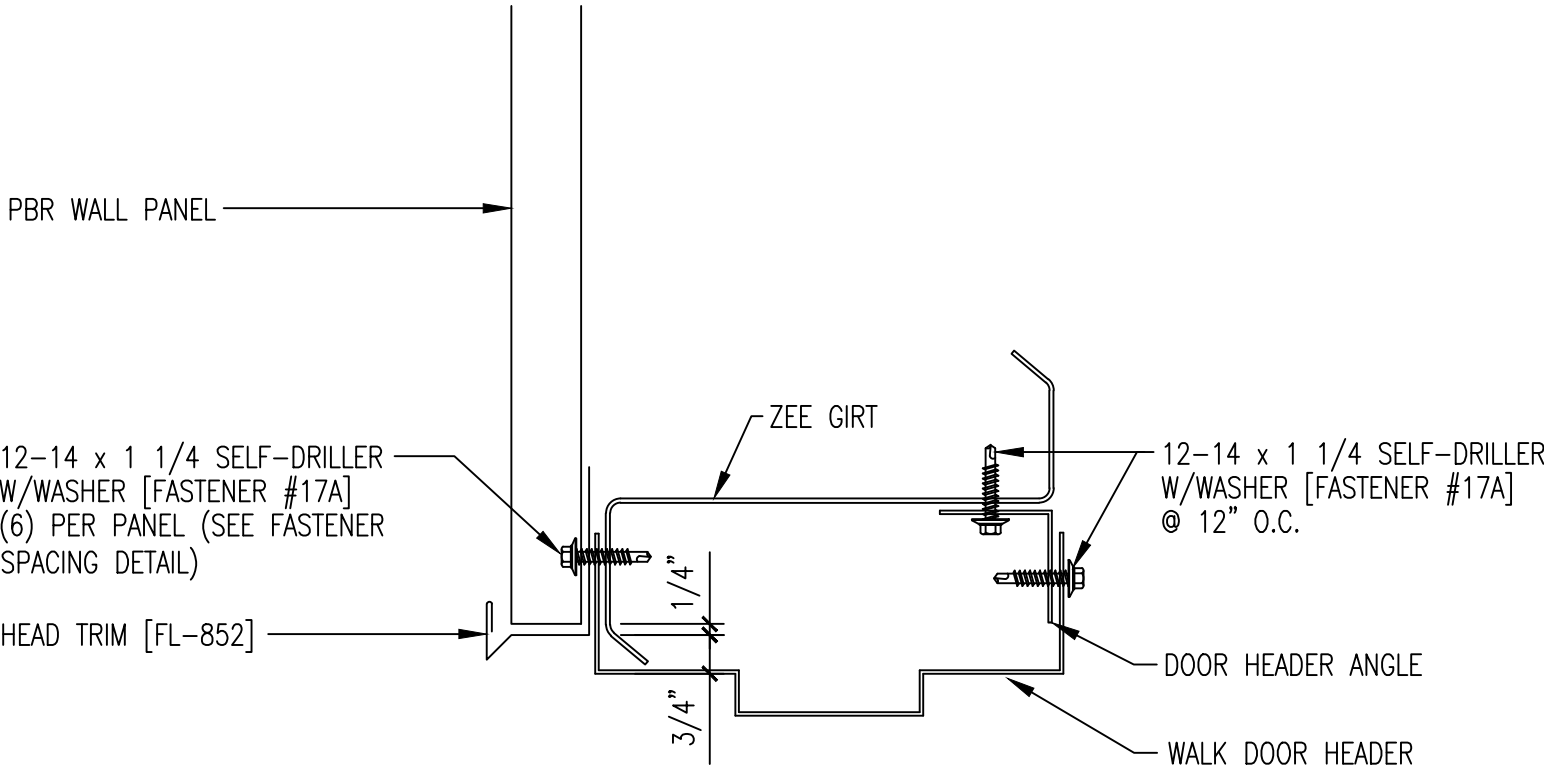 PBR WALL PANEL
ZEE GIRT
12-14 x 1 1/4 SELF-DRILLER
W/WASHER [FASTENER #17A]
(6) PER PANEL (SEE FASTENER
SPACING DETAIL)
12-14 x 1 1/4 SELF-DRILLER
W/WASHER [FASTENER #17A]
@ 12" O.C.
1/4"
HEAD TRIM [FL-852]
DOOR HEADER ANGLE
3/4"
WALK DOOR HEADER